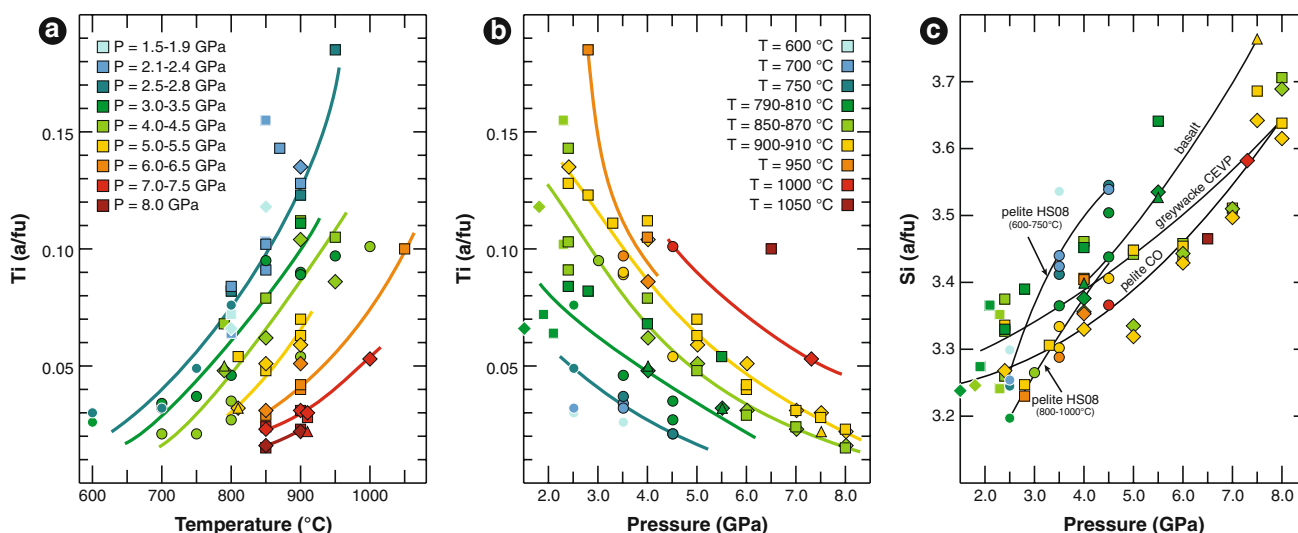 a
Ti (a/fu)
0.15
0.10
0.05
P = 1.5-1.9 GPa
P = 2.1-2.4 GPa
P = 2.5-2.8 GPa
P = 3.0-3.5 GPa
P = 4.0-4.5 GPa
P = 5.0-5.5 GPa
P = 6.0-6.5 GPa
P = 7.0-7.5 GPa
P = 8.0 GPa
600 700 800 900 1000
Temperature (°C)
b
Ti (a/fu)
0.15
0.10
0.05
T = 600 °C
T = 700 °C
T = 750 °C
T = 790-810 °C
T = 850-870 °C
T = 900-910 °C
T = 950 °C
T = 1000 °C
T = 1050 °C
2.0 3.0 4.0 5.0 6.0 7.0 8.0
Pressure (GPa)
c
Si (a/fu)
3.7
3.6
3.5
3.4
3.3
3.2
basalt
greywacke CEVP
pelite CO
pelite HS08
(600-750°C)
pelite HS08
(800-1000°C)
2.0 3.0 4.0 5.0 6.0 7.0 8.0
Pressure (GPa)